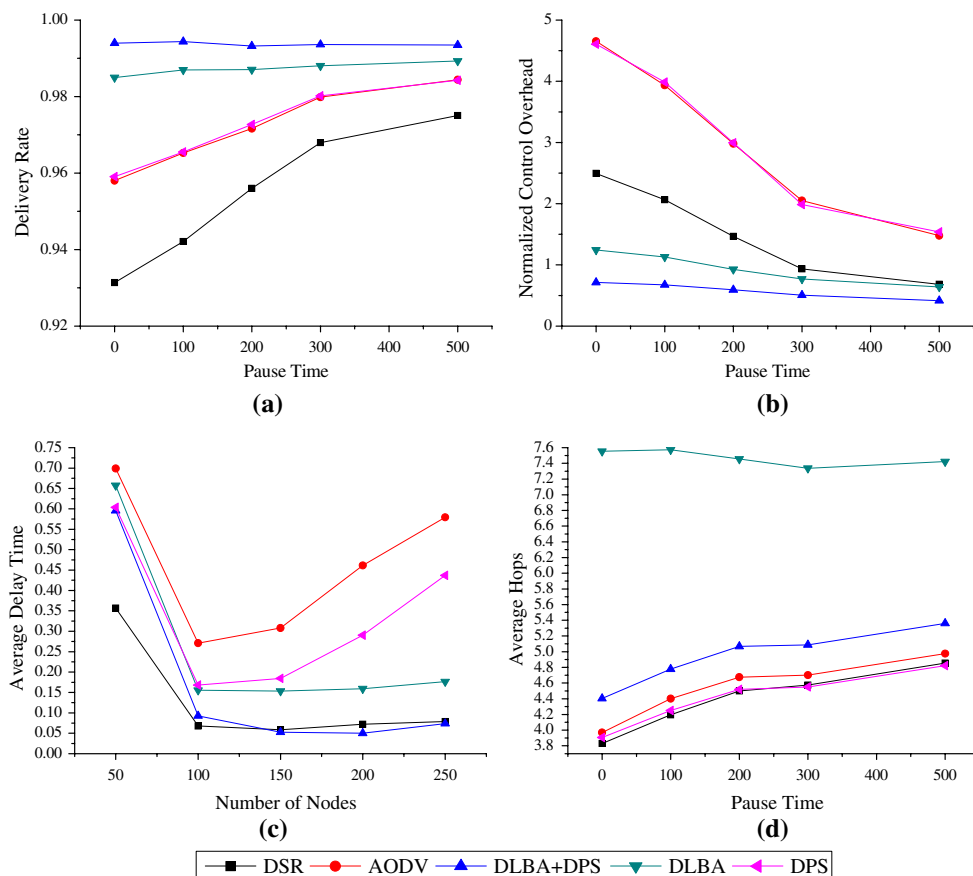 1.00
0.98
0.96
0.94
0.92
Delivery Rate
0 100 200 300 400 500
Pause Time
(a)
5
4
3
2
1
0
Normalized Control Overhead
0 100 200 300 400 500
Pause Time
(b)
0.75
0.70
0.65
0.60
0.55
0.50
0.45
0.40
0.35
0.30
0.25
0.20
0.15
0.10
0.05
0.00
Average Delay Time
50 100 150 200 250
Number of Nodes
(c)
7.6
7.4
7.2
7.0
6.8
6.6
6.4
6.2
6.0
5.8
5.6
5.4
5.2
5.0
4.8
4.6
4.4
4.2
4.0
3.8
Average Hops
0 100 200 300 400 500
Pause Time
(d)
DSR AODV DLBA+DPS DLBA DPS